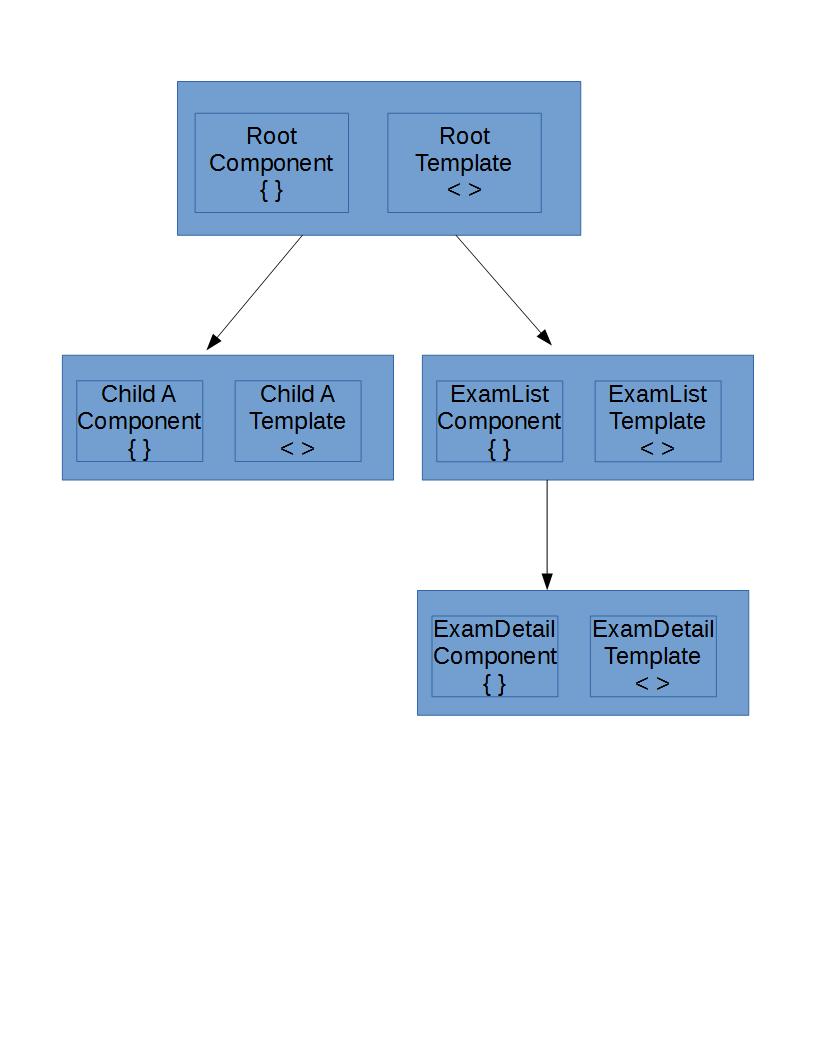 Root
Component
{ }
Root
Template
< >
Child A
Component
{ }
Child A
Template
< >
ExamList
Component
{ }
ExamList
Template
< >
ExamDetail
Component
{ }
ExamDetail
Template
< >